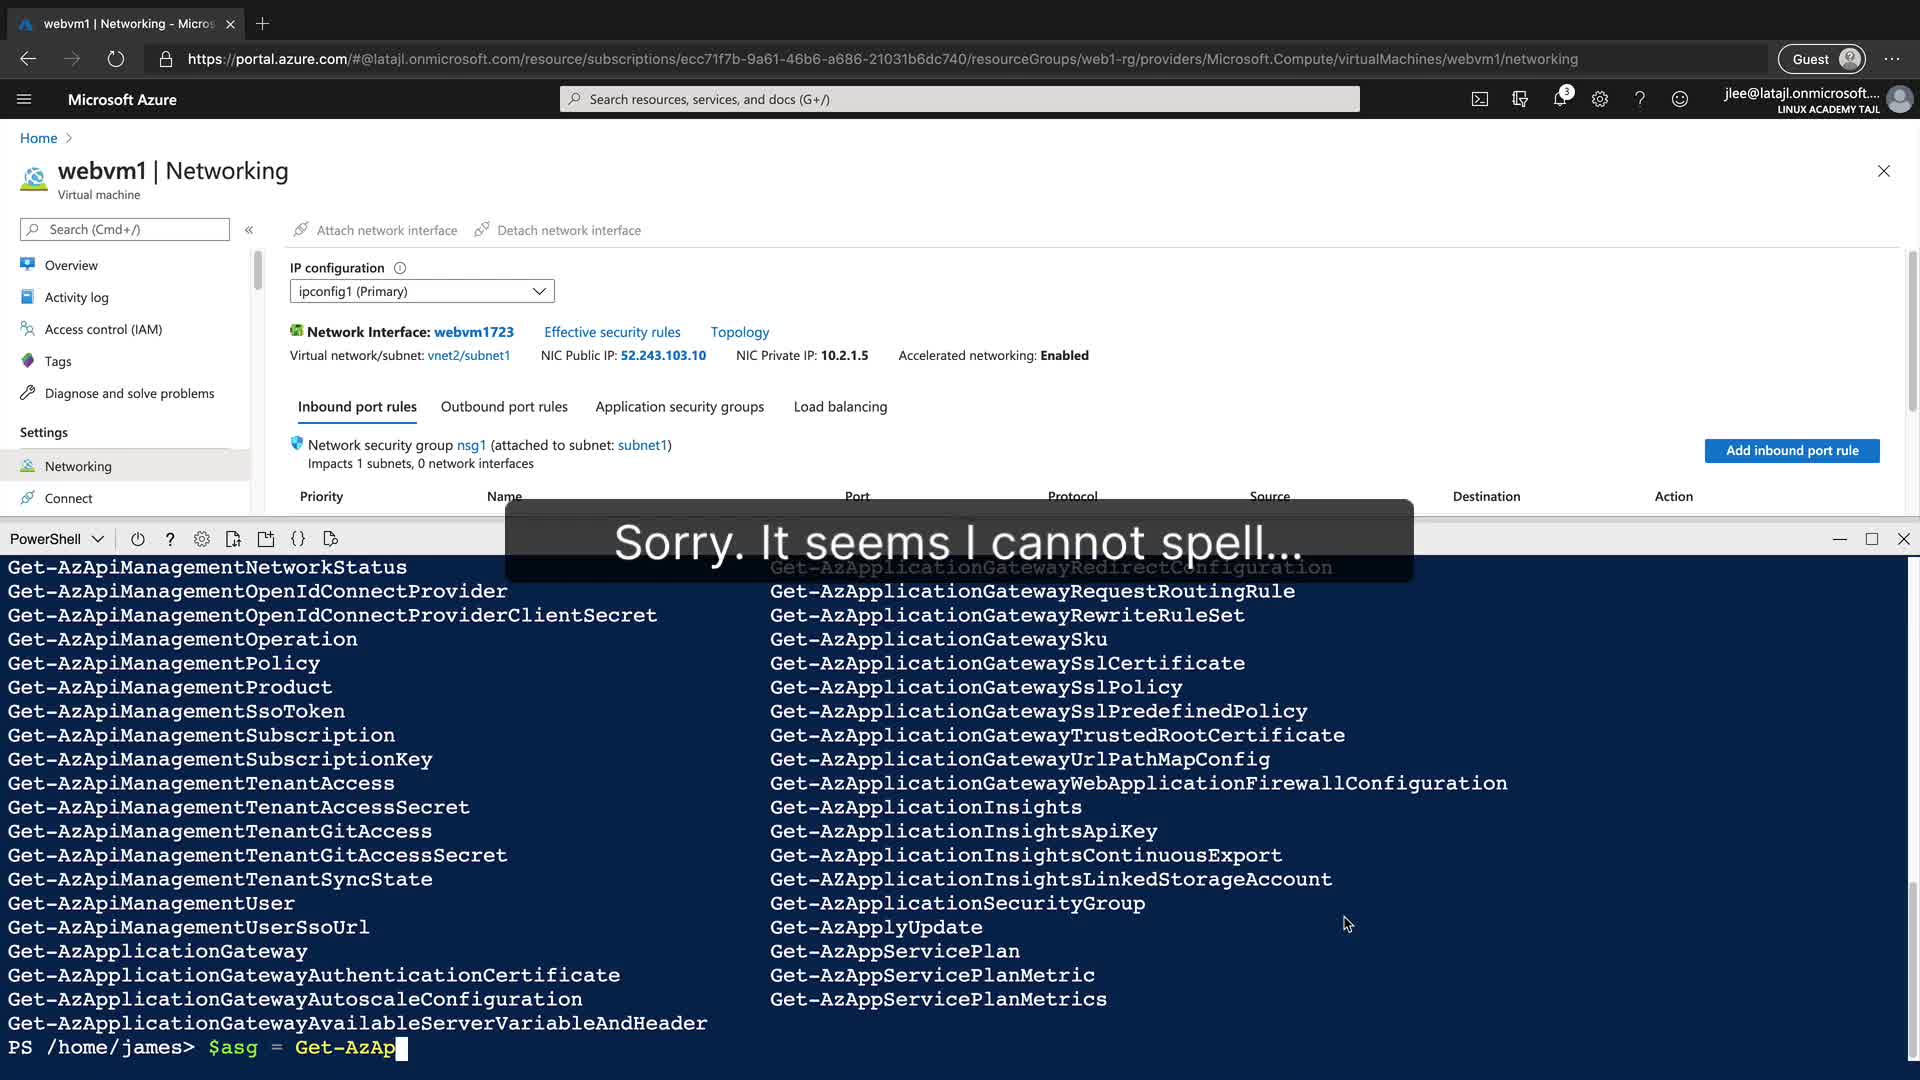 webvm1 | Networking - Micros
https://portal.azure.com/#@latajl.onmicrosoft.com/resource/subscriptions/ecc71f7b-9a61-46b6-a686-21031b6dc740/resourceGroups/web1-rg/providers/Microsoft.Compute/virtualMachines/webvm1/networking
Guest
Microsoft Azure
Search resources, services, and docs (G+/)
3
jlee@latajl.onmicrosoft....
LINUX ACADEMY TAJL
Home
webvm1 | Networking
Virtual machine
Search (Cmd+/)
Attach network interface
Detach network interface
Overview
Activity log
Access control (IAM)
Tags
Diagnose and solve problems
Settings
Networking
Connect
IP configuration
ipconfig1 (Primary)
Network Interface: webvm1723 Effective security rules Topology
Virtual network/subnet: vnet2/subnet1 NIC Public IP: 52.243.103.10 NIC Private IP: 10.2.1.5 Accelerated networking: Enabled
Inbound port rules Outbound port rules Application security groups Load balancing
Network security group nsg1 (attached to subnet: subnet1)
Impacts 1 subnets, 0 network interfaces
Add inbound port rule
Priority Name Port Protocol Source Destination Action
Sorry. It seems I cannot spell...
PowerShell
Get-AzApiManagementNetworkStatus Get-AzApplicationGatewayRedirectConfiguration
Get-AzApiManagementOpenIdConnectProvider Get-AzApplicationGatewayRequestRoutingRule
Get-AzApiManagementOpenIdConnectProviderClientSecret Get-AzApplicationGatewayRewriteRuleSet
Get-AzApiManagementOperation Get-AzApplicationGatewaySku
Get-AzApiManagementPolicy Get-AzApplicationGatewaySslCertificate
Get-AzApiManagementProduct Get-AzApplicationGatewaySslPolicy
Get-AzApiManagementSsoToken Get-AzApplicationGatewaySslPredefinedPolicy
Get-AzApiManagementSubscription Get-AzApplicationGatewayTrustedRootCertificate
Get-AzApiManagementSubscriptionKey Get-AzApplicationGatewayUrlPathMapConfig
Get-AzApiManagementTenantAccess Get-AzApplicationGatewayWebApplicationFirewallConfiguration
Get-AzApiManagementTenantAccessSecret Get-AzApplicationInsights
Get-AzApiManagementTenantGitAccess Get-AzApplicationInsightsApiKey
Get-AzApiManagementTenantGitAccessSecret Get-AzApplicationInsightsContinuousExport
Get-AzApiManagementTenantSyncState Get-AZApplicationInsightsLinkedStorageAccount
Get-AzApiManagementUser Get-AzApplicationSecurityGroup
Get-AzApiManagementUserSsoUrl Get-AzApplyUpdate
Get-AzApplicationGateway Get-AzAppServicePlan
Get-AzApplicationGatewayAuthenticationCertificate Get-AzAppServicePlanMetric
Get-AzApplicationGatewayAutoscaleConfiguration Get-AzAppServicePlanMetrics
Get-AzApplicationGatewayAvailableServerVariableAndHeader
PS /home/james> $asg = Get-AzAp